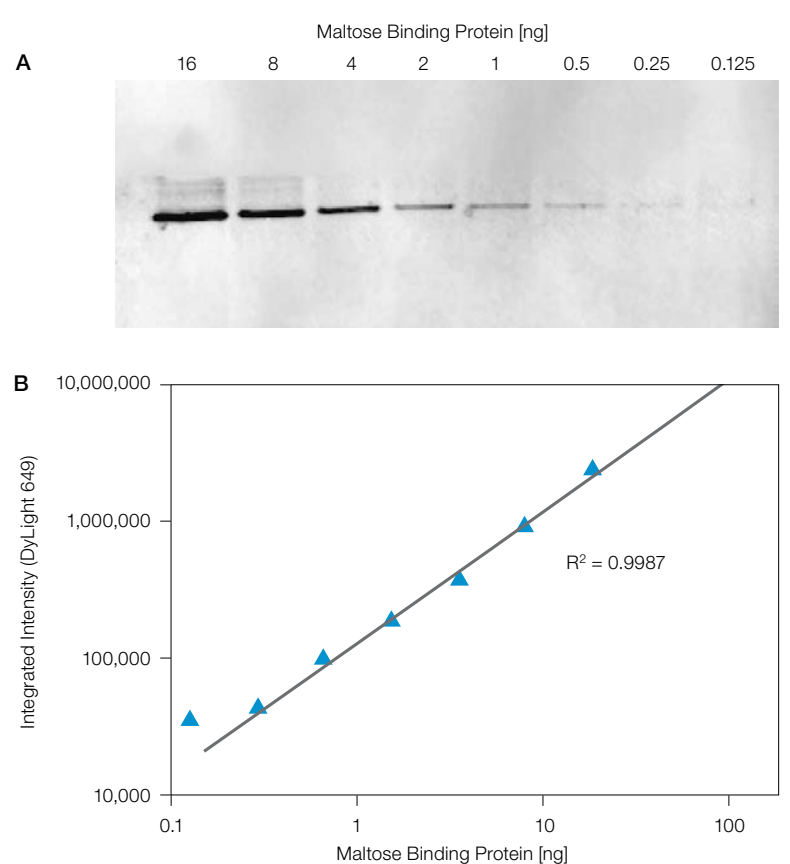 Maltose Binding Protein [ng]
A 16 8 4 2 1 0.5 0.25 0.125
B
10,000,000
1,000,000
100,000
10,000
Integrated Intensity (DyLight 649)
R² = 0.9987
0.1 1 10 100
Maltose Binding Protein [ng]